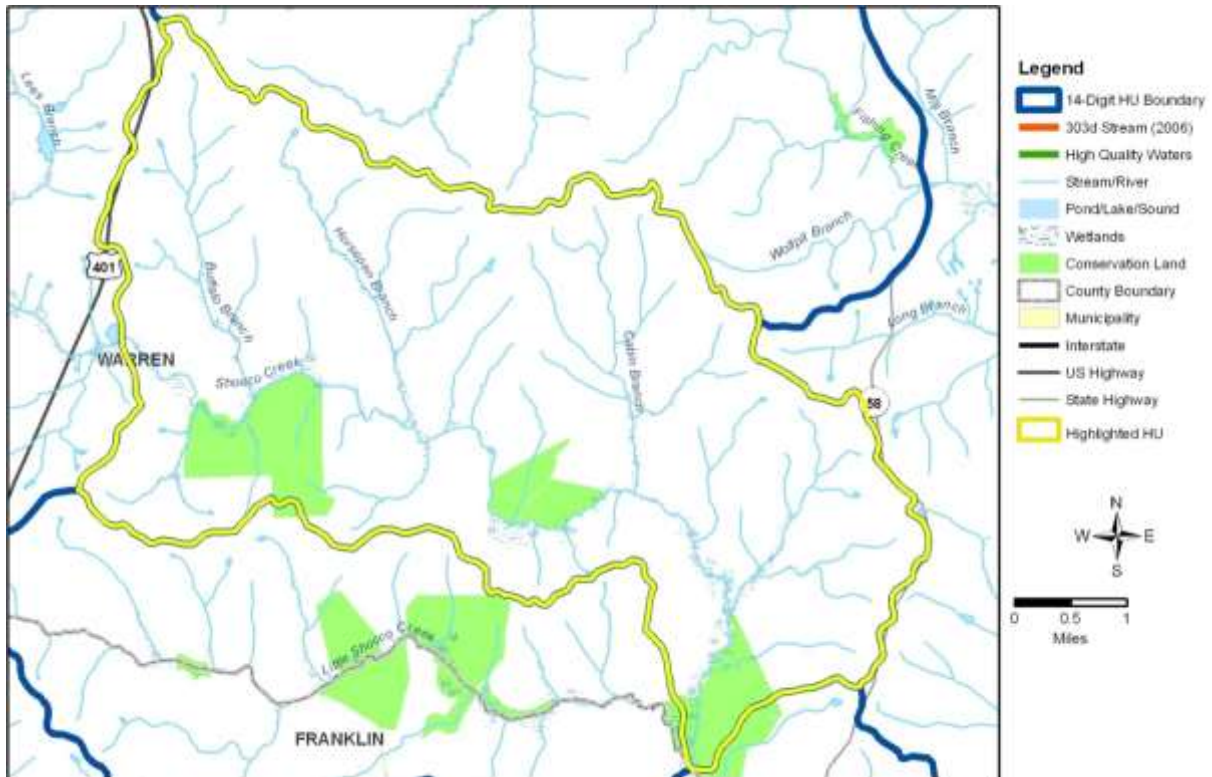 Lees Branch
401
WARREN
Buffalo Branch
Shocco Creek
Horsepen Branch
Cabin Branch
Fishing Creek
Mill Branch
Wolfpit Branch
Long Branch
58
Little Shocco Creek
FRANKLIN
Legend
14-Digit HU Boundary
303d Stream (2006)
High Quality Waters
Stream/River
Pond/Lake/Sound
Wetlands
Conservation Land
County Boundary
Municipality
Interstate
US Highway
State Highway
Highlighted HU
N
W E
S
0 0.5 1
Miles